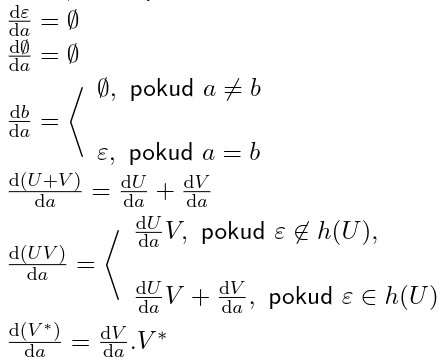 dε/da = ∅
d∅/da = ∅
db/da = ⟨ ∅, pokud a ≠ b
ε, pokud a = b
d(U+V)/da = dU/da + dV/da
d(UV)/da = ⟨ dU/da V, pokud ε ∉ h(U),
dU/da V + dV/da, pokud ε ∈ h(U)
d(V*)/da = dV/da.V*